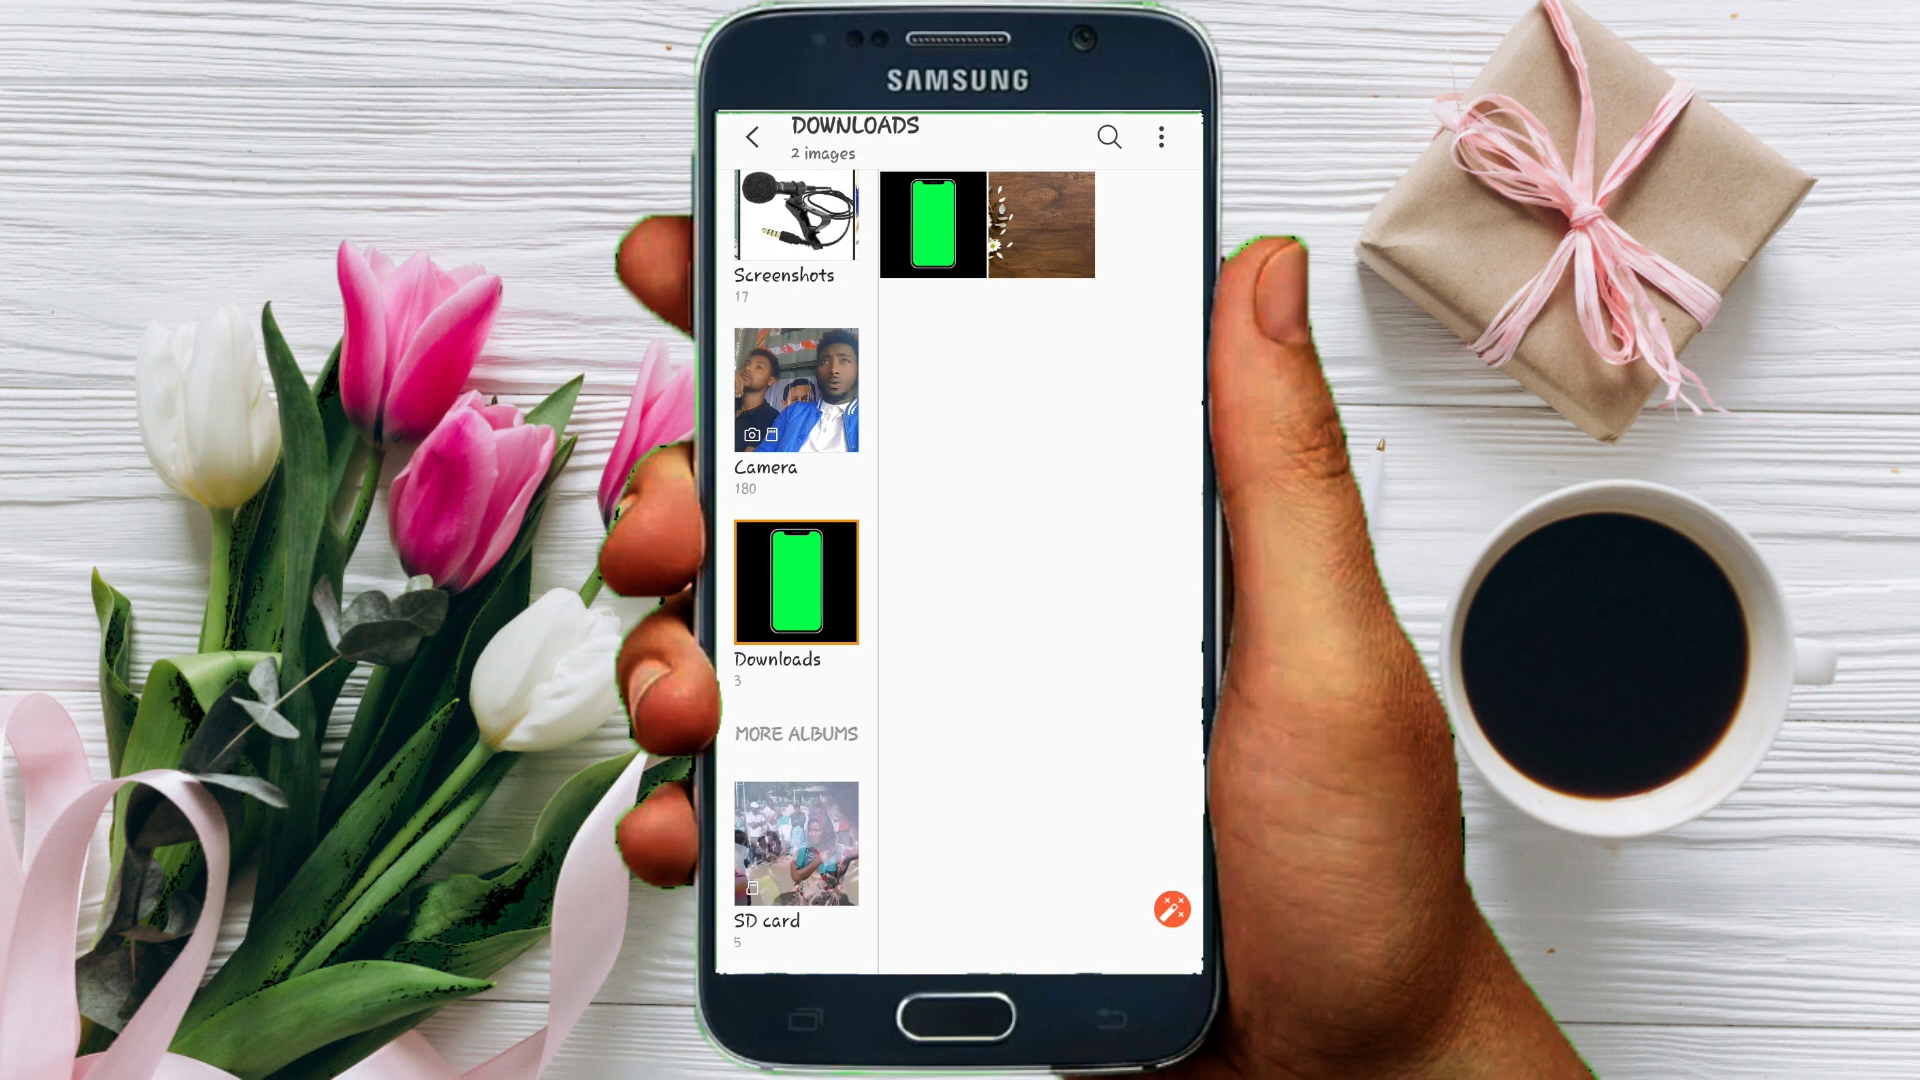 SAMSUNG
DOWNLOADS
2 images
Screenshots
17
Camera
180
Downloads
3
MORE ALBUMS
SD card
5